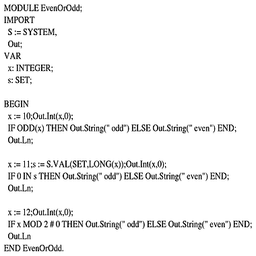 MODULE EvenOrOdd;
IMPORT
S := SYSTEM,
Out;
VAR
x: INTEGER;
s: SET;
BEGIN
x := 10;Out.Int(x,0);
IF ODD(x) THEN Out.String(" odd") ELSE Out.String(" even") END;
Out.Ln;
x := 11;s := S.VAL(SET,LONG(x));Out.Int(x,0);
IF 0 IN s THEN Out.String(" odd") ELSE Out.String(" even") END;
Out.Ln;
x := 12;Out.Int(x,0);
IF x MOD 2 # 0 THEN Out.String(" odd") ELSE Out.String(" even") END;
Out.Ln
END EvenOrOdd.